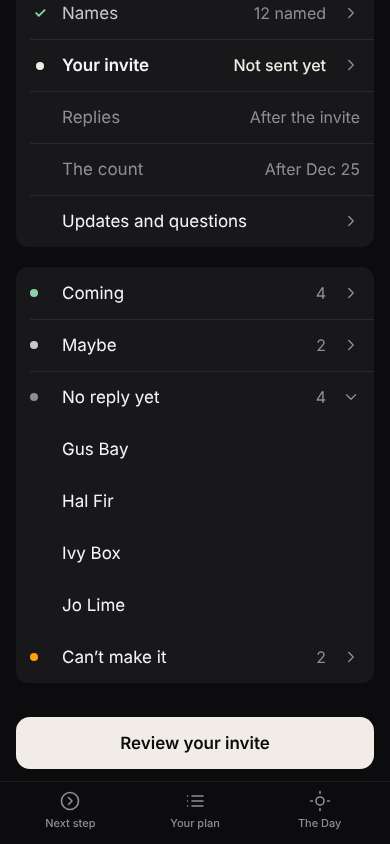 Names 12 named
Your invite Not sent yet
Replies After the invite
The count After Dec 25
Updates and questions
Coming 4
Maybe 2
No reply yet 4
Gus Bay
Hal Fir
Ivy Box
Jo Lime
Can’t make it 2
Review your invite
Next step Your plan The Day